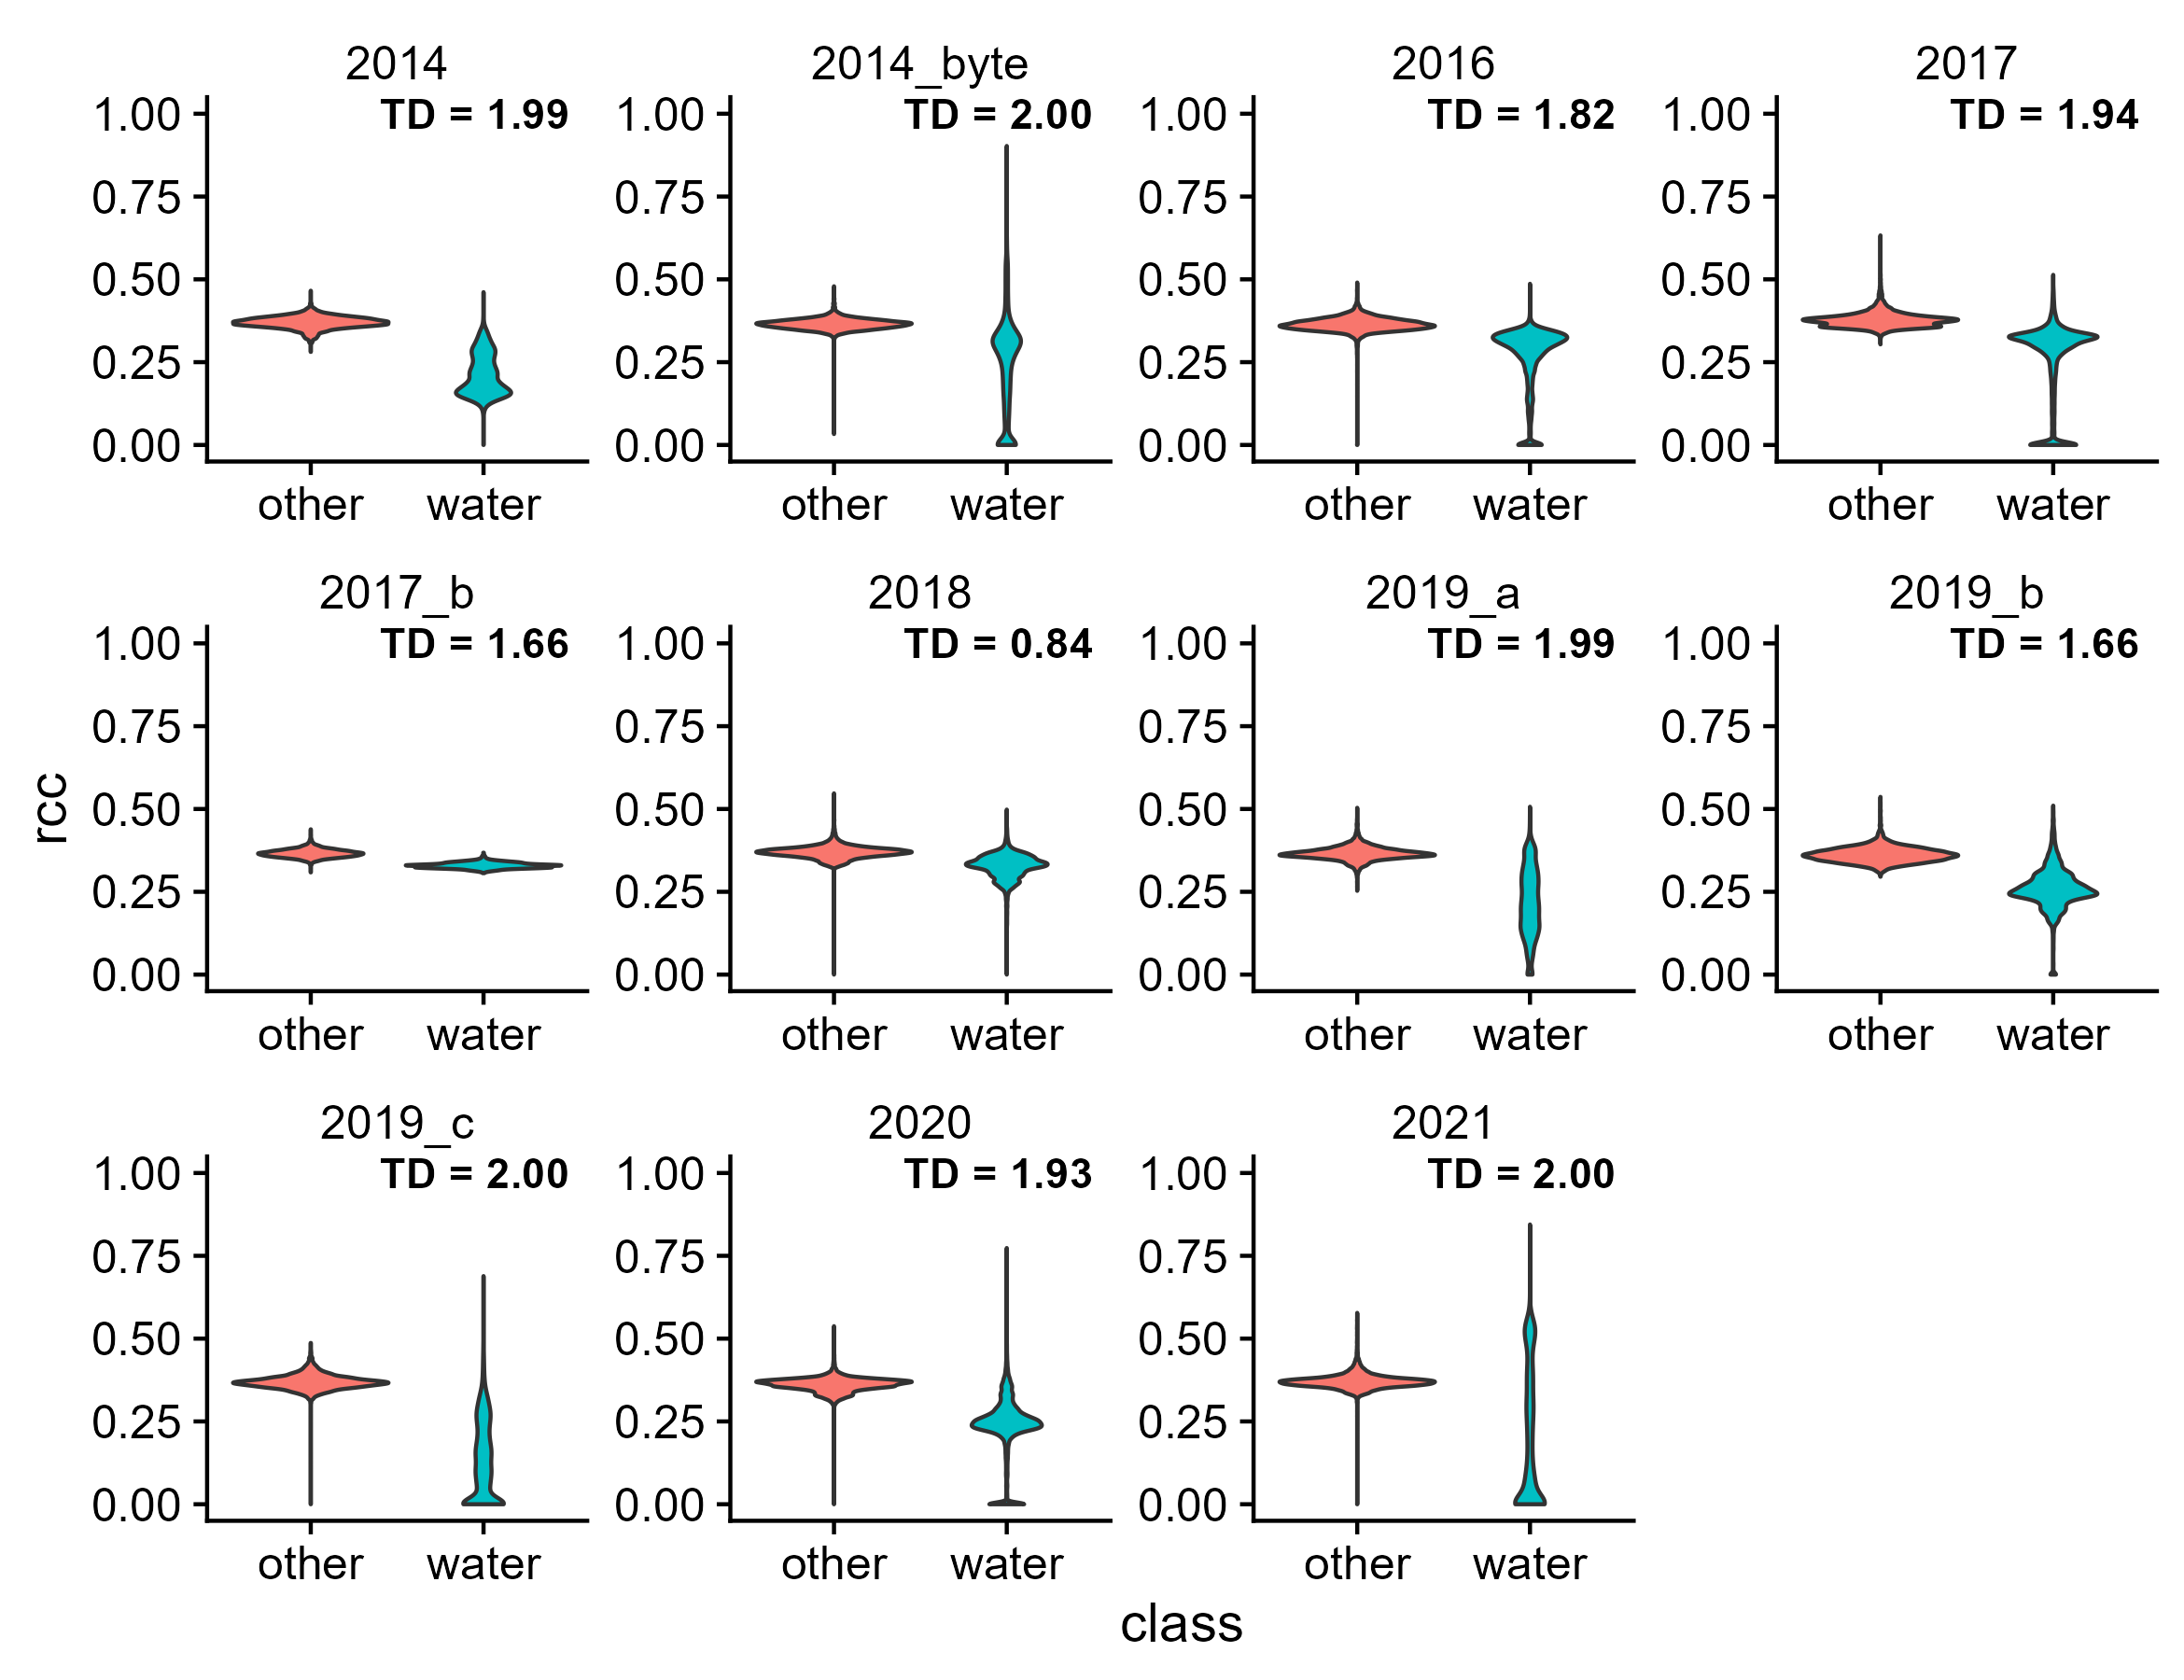 2014
TD = 1.99
1.00
0.75
0.50
0.25
0.00
other water
2014_byte
TD = 2.00
1.00
0.75
0.50
0.25
0.00
other water
2016
TD = 1.82
1.00
0.75
0.50
0.25
0.00
other water
2017
TD = 1.94
1.00
0.75
0.50
0.25
0.00
other water
rcc
2017_b
TD = 1.66
1.00
0.75
0.50
0.25
0.00
other water
2018
TD = 0.84
1.00
0.75
0.50
0.25
0.00
other water
2019_a
TD = 1.99
1.00
0.75
0.50
0.25
0.00
other water
2019_b
TD = 1.66
1.00
0.75
0.50
0.25
0.00
other water
2019_c
TD = 2.00
1.00
0.75
0.50
0.25
0.00
other water
2020
TD = 1.93
1.00
0.75
0.50
0.25
0.00
other water
2021
TD = 2.00
1.00
0.75
0.50
0.25
0.00
other water
class